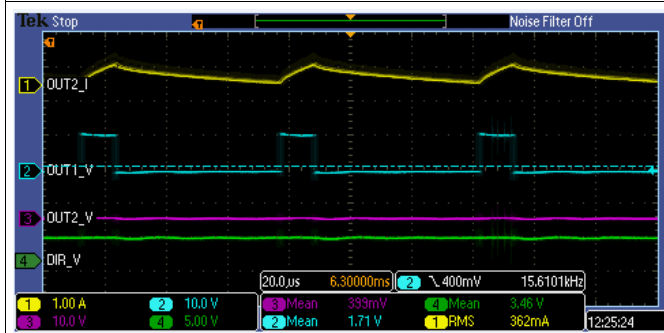 Tek Stop Noise Filter Off
1 OUT2_I
2 OUT1_V
3 OUT2_V
4 DIR_V
20.0µs 6.30000ms 2 400mV 15.6101kHz
1 1.00 A 2 10.0 V 3 Mean 399mV 4 Mean 3.46 V
3 10.0 V 4 5.00 V 2 Mean 1.71 V 1 RMS 362mA 12:25:24